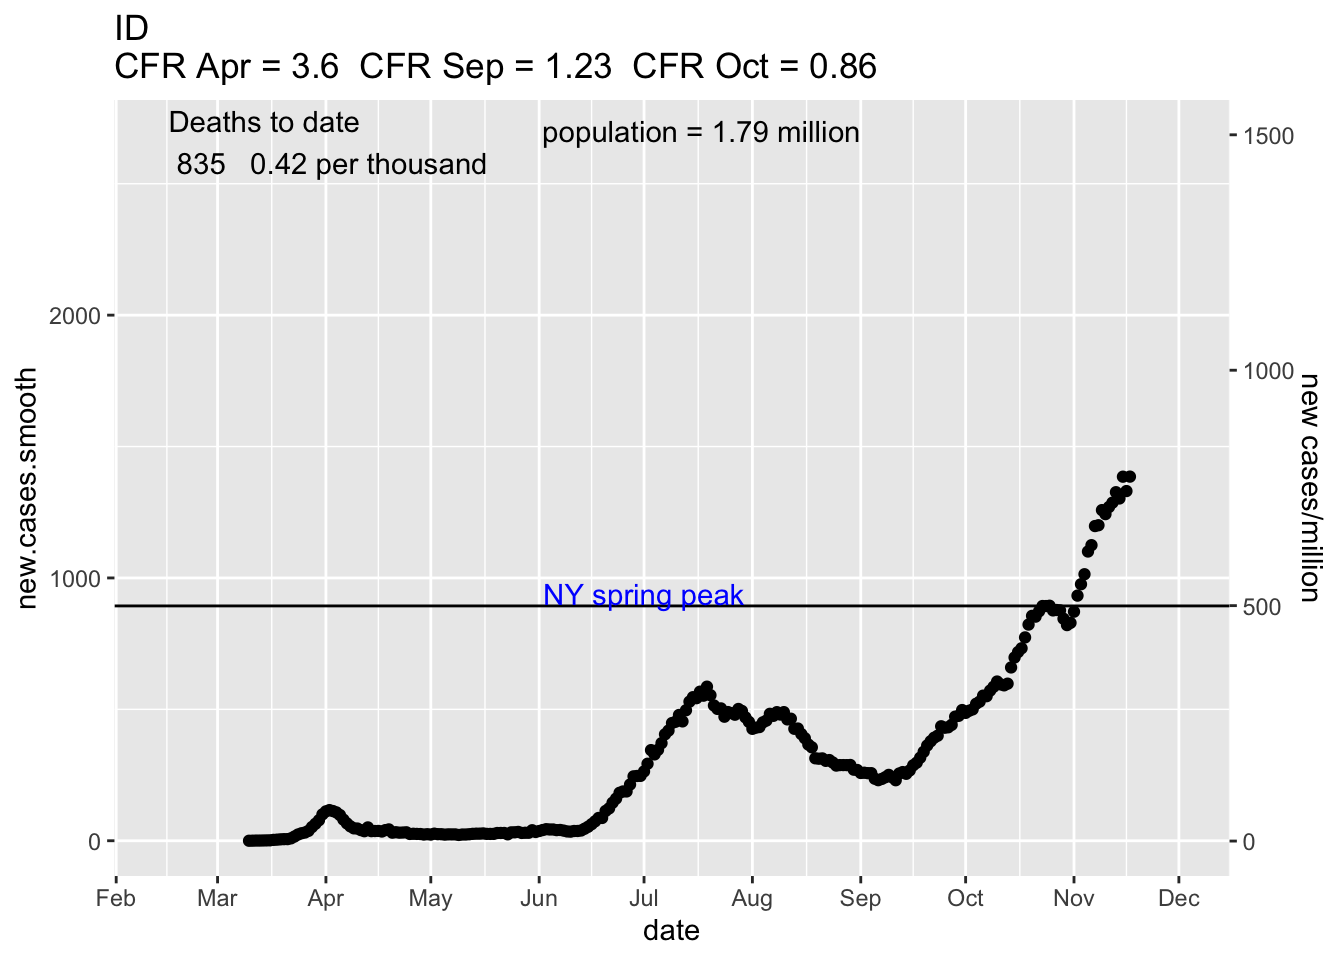 ID
CFR Apr = 3.6  CFR Sep = 1.23  CFR Oct = 0.86
Deaths to date
835   0.42 per thousand
population = 1.79 million
NY spring peak
new.cases.smooth
2000
1000
0
1500
1000
500
0
new cases/million
Feb Mar Apr May Jun Jul Aug Sep Oct Nov Dec
date